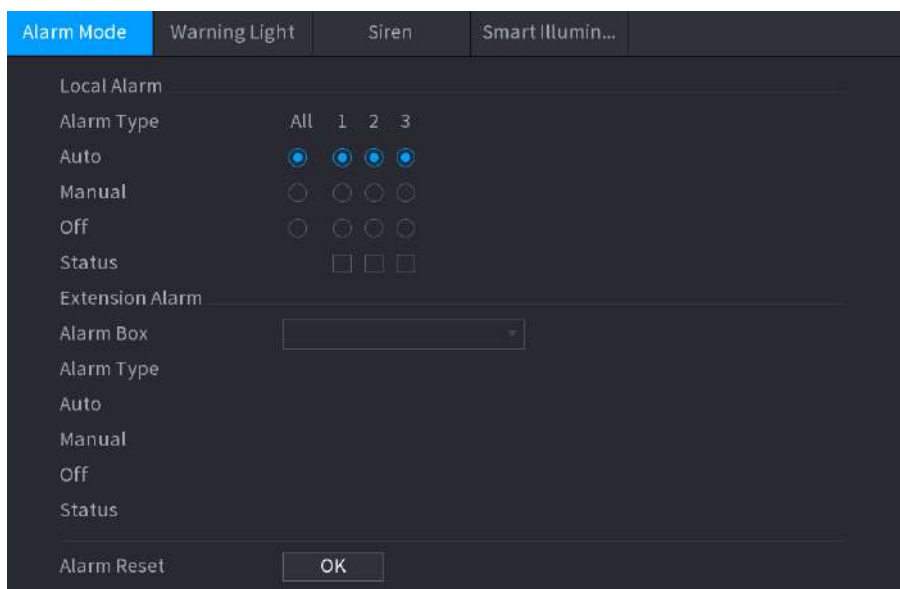 Alarm Mode Warning Light Siren Smart Illumin...
Local Alarm
Alarm Type All 1 2 3
Auto
Manual
Off
Status
Extension Alarm
Alarm Box
Alarm Type
Auto
Manual
Off
Status
Alarm Reset OK